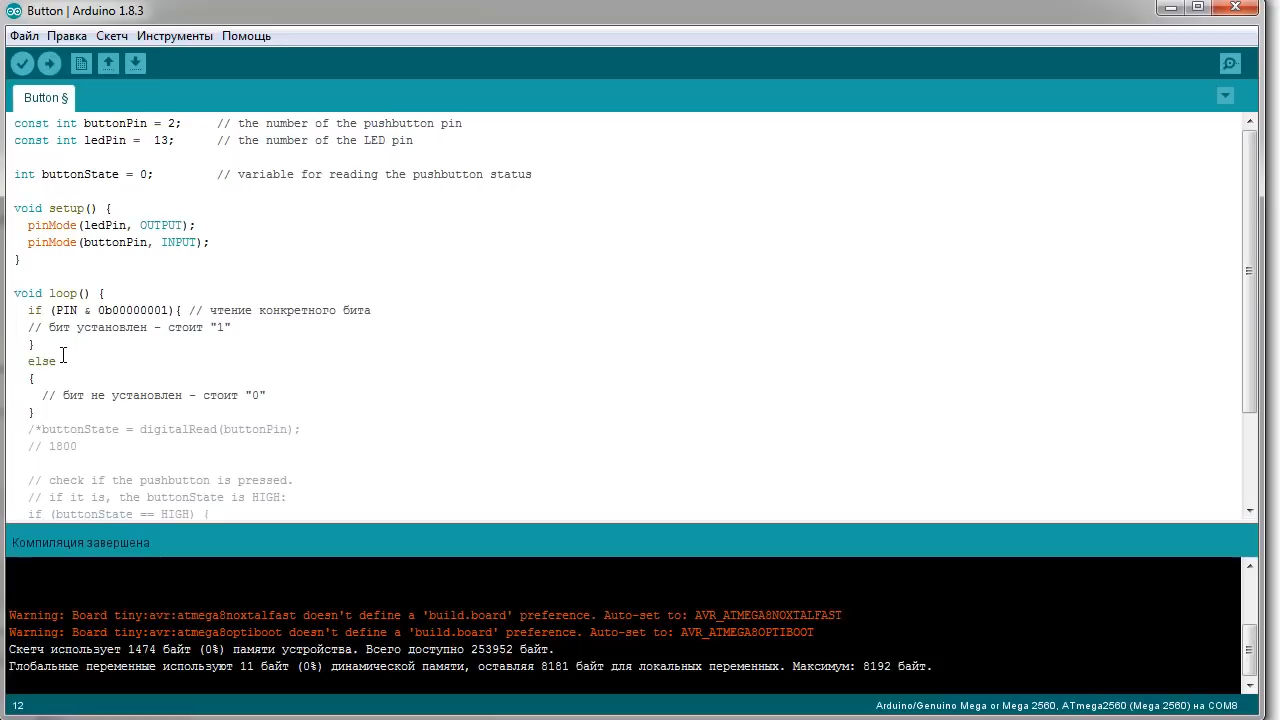 Button | Arduino 1.8.3
Файл Правка Скетч Инструменты Помощь
Button §
const int buttonPin = 2;     // the number of the pushbutton pin
const int ledPin =  13;      // the number of the LED pin
int buttonState = 0;         // variable for reading the pushbutton status
void setup() {
  pinMode(ledPin, OUTPUT);
  pinMode(buttonPin, INPUT);
}
void loop() {
  if (PIN & 0b00000001){ // чтение конкретного бита
  // бит установлен - стоит "1"
  }
  else
  {
    // бит не установлен - стоит "0"
  }
  /*buttonState = digitalRead(buttonPin);
  // 1800
  // check if the pushbutton is pressed.
  // if it is, the buttonState is HIGH:
  if (buttonState == HIGH) {
Компиляция завершена
Warning: Board tiny:avr:atmega8noxtalfast doesn't define a 'build.board' preference. Auto-set to: AVR_ATMEGA8NOXTALFAST
Warning: Board tiny:avr:atmega8optiboot doesn't define a 'build.board' preference. Auto-set to: AVR_ATMEGA8OPTIBOOT
Скетч использует 1474 байт (0%) памяти устройства. Всего доступно 253952 байт.
Глобальные переменные используют 11 байт (0%) динамической памяти, оставляя 8181 байт для локальных переменных. Максимум: 8192 байт.
12
Arduino/Genuino Mega or Mega 2560, ATmega2560 (Mega 2560) на COM8